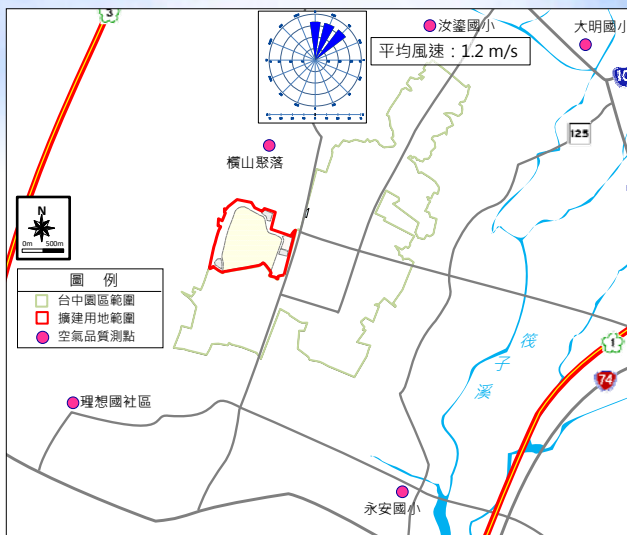 3
汝鎏國小
大明國小
平均風速：1.2 m/s
10
125
橫山聚落
N
0m 500m
圖 例
台中園區範圍
擴建用地範圍
空氣品質測點
筏
子
溪
1
74
理想國社區
永安國小